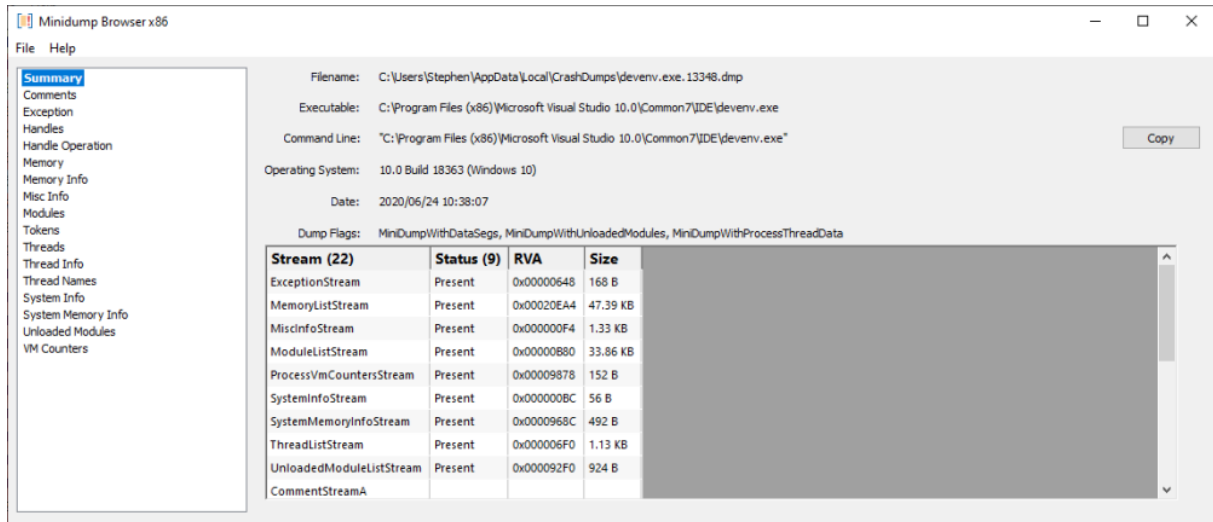 Minidump Browser x86
File Help
Summary
Comments
Exception
Handles
Handle Operation
Memory
Memory Info
Misc Info
Modules
Tokens
Threads
Thread Info
Thread Names
System Info
System Memory Info
Unloaded Modules
VM Counters
Filename: C:\Users\Stephen\AppData\Local\CrashDumps\devenv.exe.13348.dmp
Executable: C:\Program Files (x86)\Microsoft Visual Studio 10.0\Common7\IDE\devenv.exe
Command Line: "C:\Program Files (x86)\Microsoft Visual Studio 10.0\Common7\IDE\devenv.exe" Copy
Operating System: 10.0 Build 18363 (Windows 10)
Date: 2020/06/24 10:38:07
Dump Flags: MiniDumpWithDataSegs, MiniDumpWithUnloadedModules, MiniDumpWithProcessThreadData
Stream (22) Status (9) RVA Size
ExceptionStream Present 0x00000648 168 B
MemoryListStream Present 0x00020EA4 47.39 KB
MiscInfoStream Present 0x000000F4 1.33 KB
ModuleListStream Present 0x00000B80 33.86 KB
ProcessVmCountersStream Present 0x00009878 152 B
SystemInfoStream Present 0x000000BC 56 B
SystemMemoryInfoStream Present 0x0000968C 492 B
ThreadListStream Present 0x000006F0 1.13 KB
UnloadedModuleListStream Present 0x000092F0 924 B
CommentStreamA